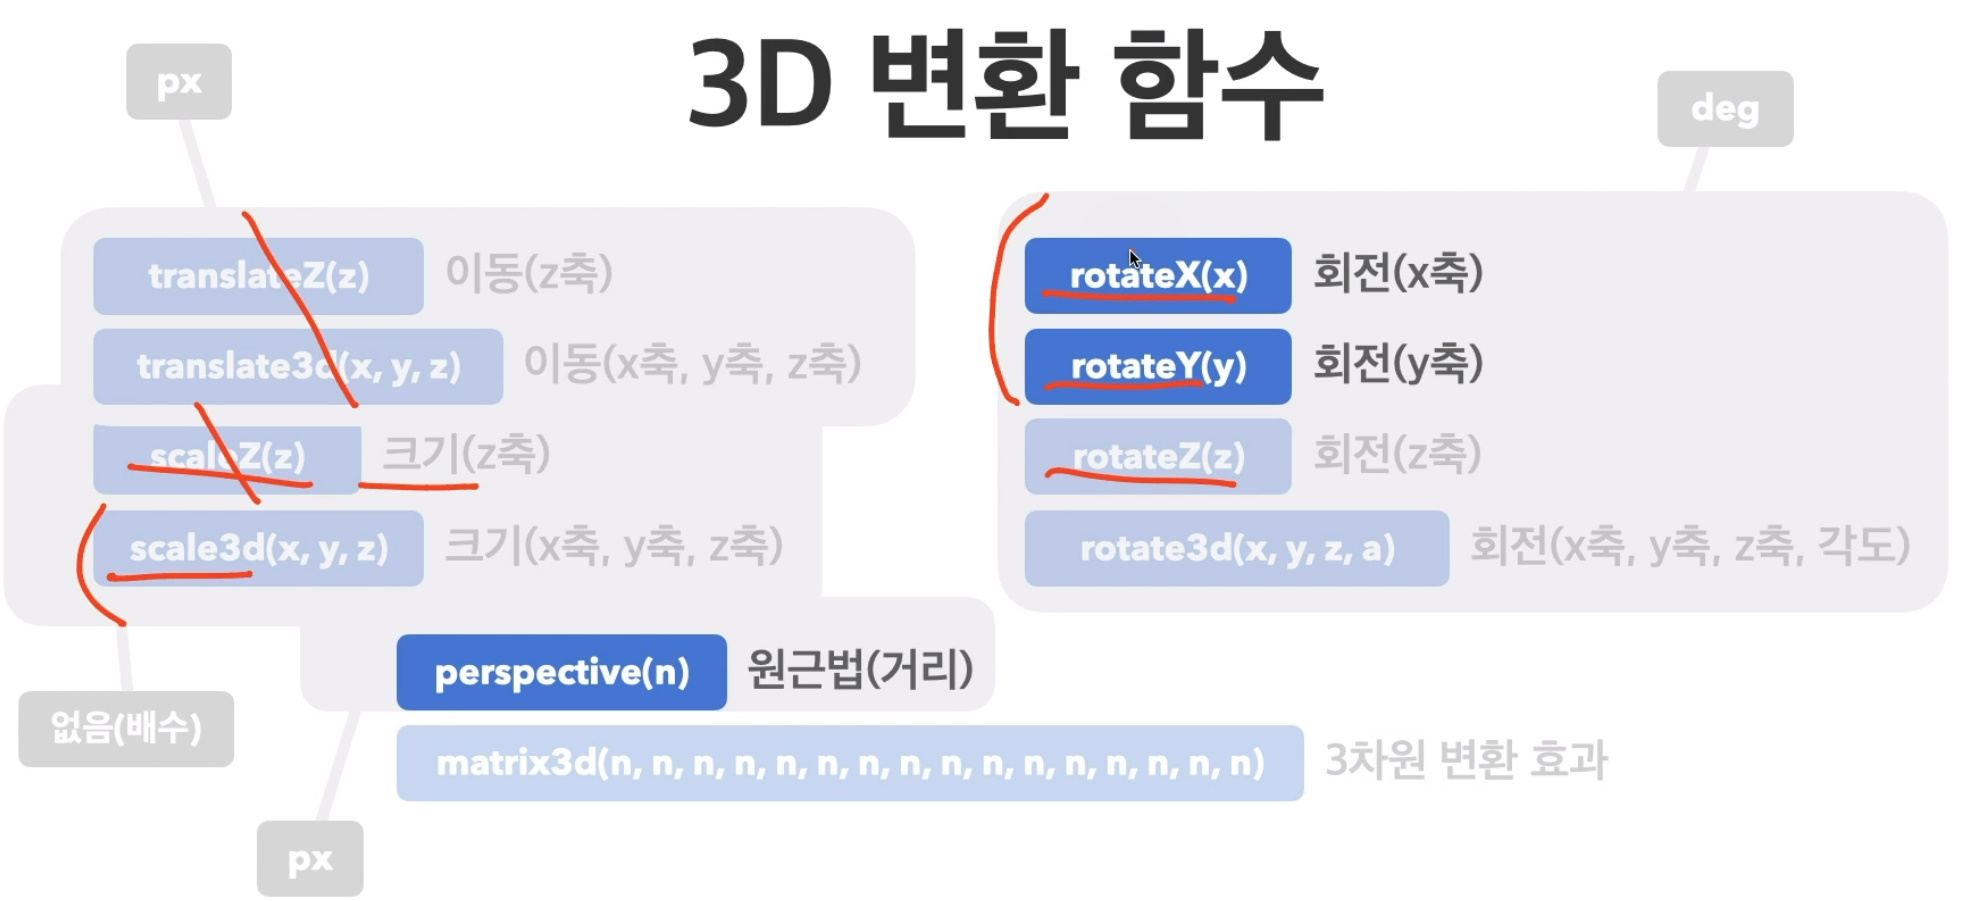 3D 변환 함수
px
deg
translateZ(z) 이동(z축)
translate3d(x, y, z) 이동(x축, y축, z축)
scaleZ(z) 크기(z축)
scale3d(x, y, z) 크기(x축, y축, z축)
없음(배수)
rotateX(x) 회전(x축)
rotateY(y) 회전(y축)
rotateZ(z) 회전(z축)
rotate3d(x, y, z, a) 회전(x축, y축, z축, 각도)
perspective(n) 원근법(거리)
px
matrix3d(n, n, n, n, n, n, n, n, n, n, n, n, n, n, n, n) 3차원 변환 효과